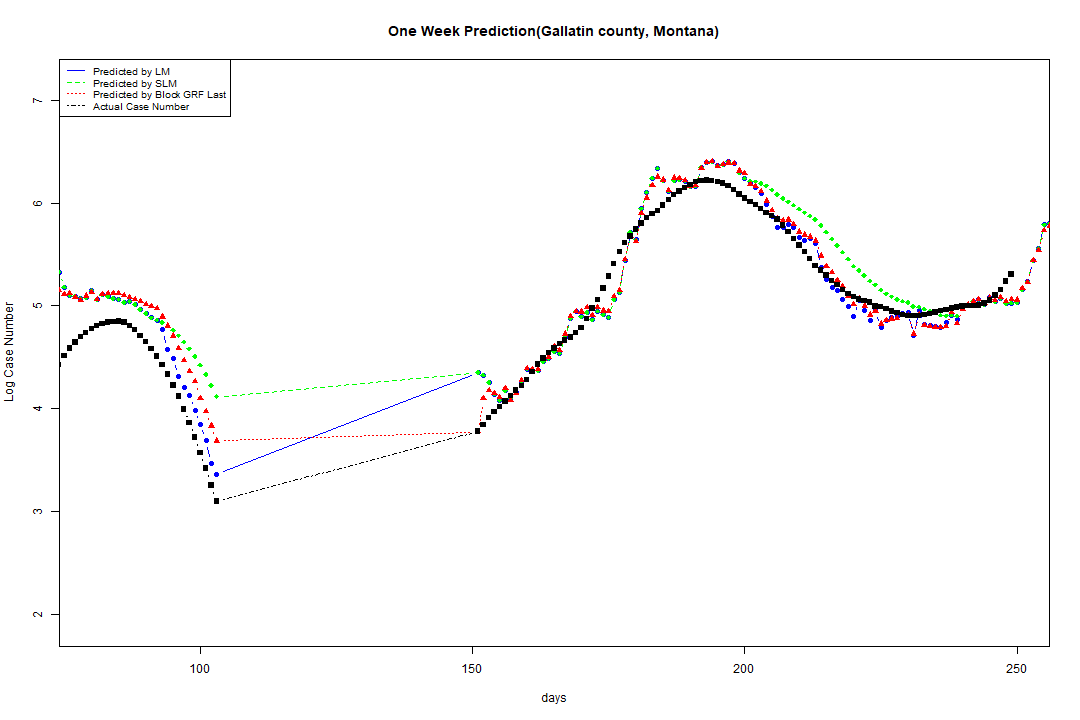 One Week Prediction(Gallatin county, Montana)
Predicted by LM
Predicted by SLM
Predicted by Block GRF Last
Actual Case Number
7
6
5
4
3
2
Log Case Number
100 150 200 250
days